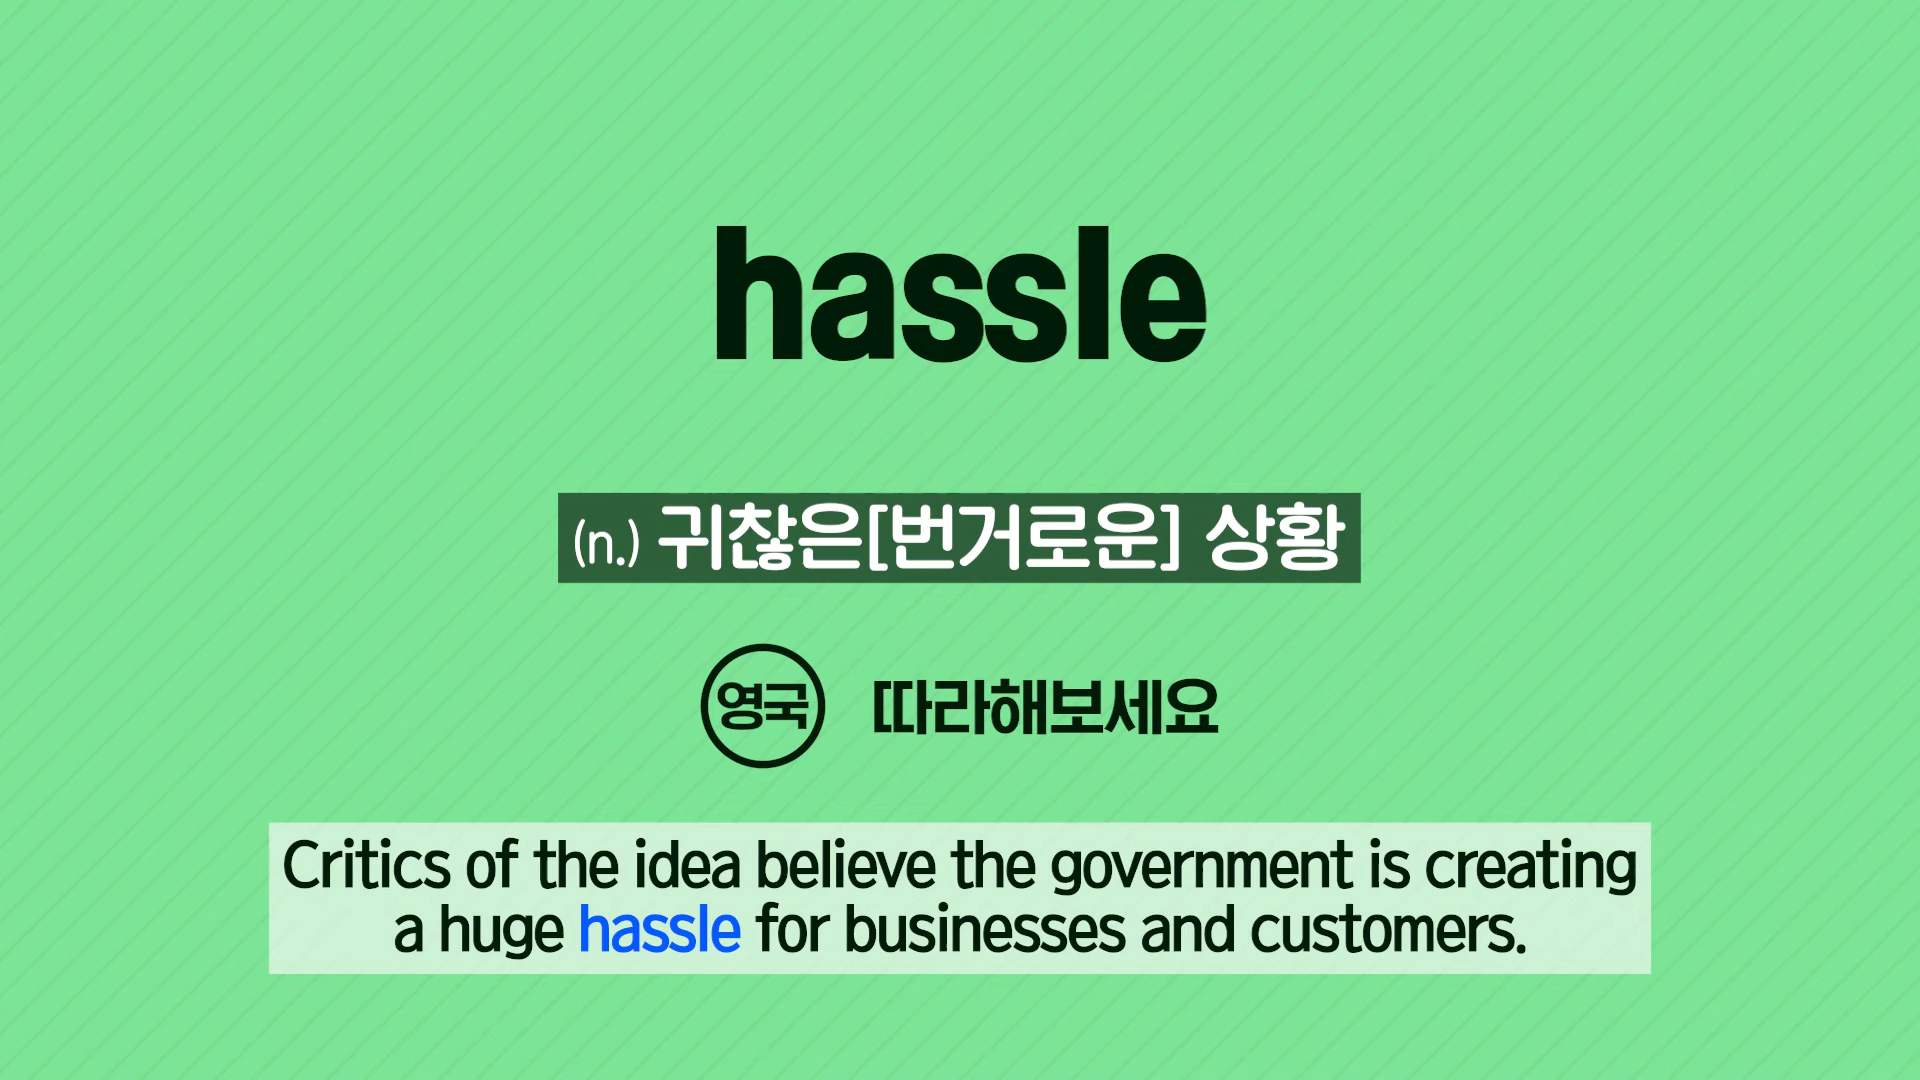 hassle
(n.) 귀찮은[번거로운] 상황
영국 따라해보세요
Critics of the idea believe the government is creating
a huge hassle for businesses and customers.